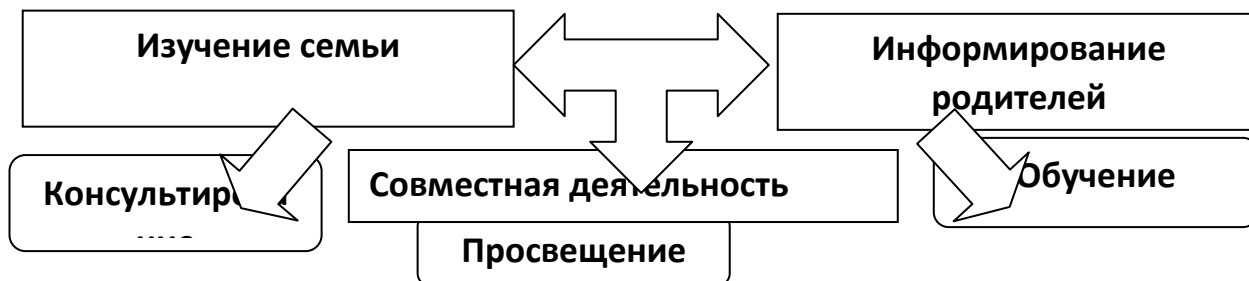 Изучение семьи
Информирование
родителей
Совместная деятельность
Обучение
Просвещение